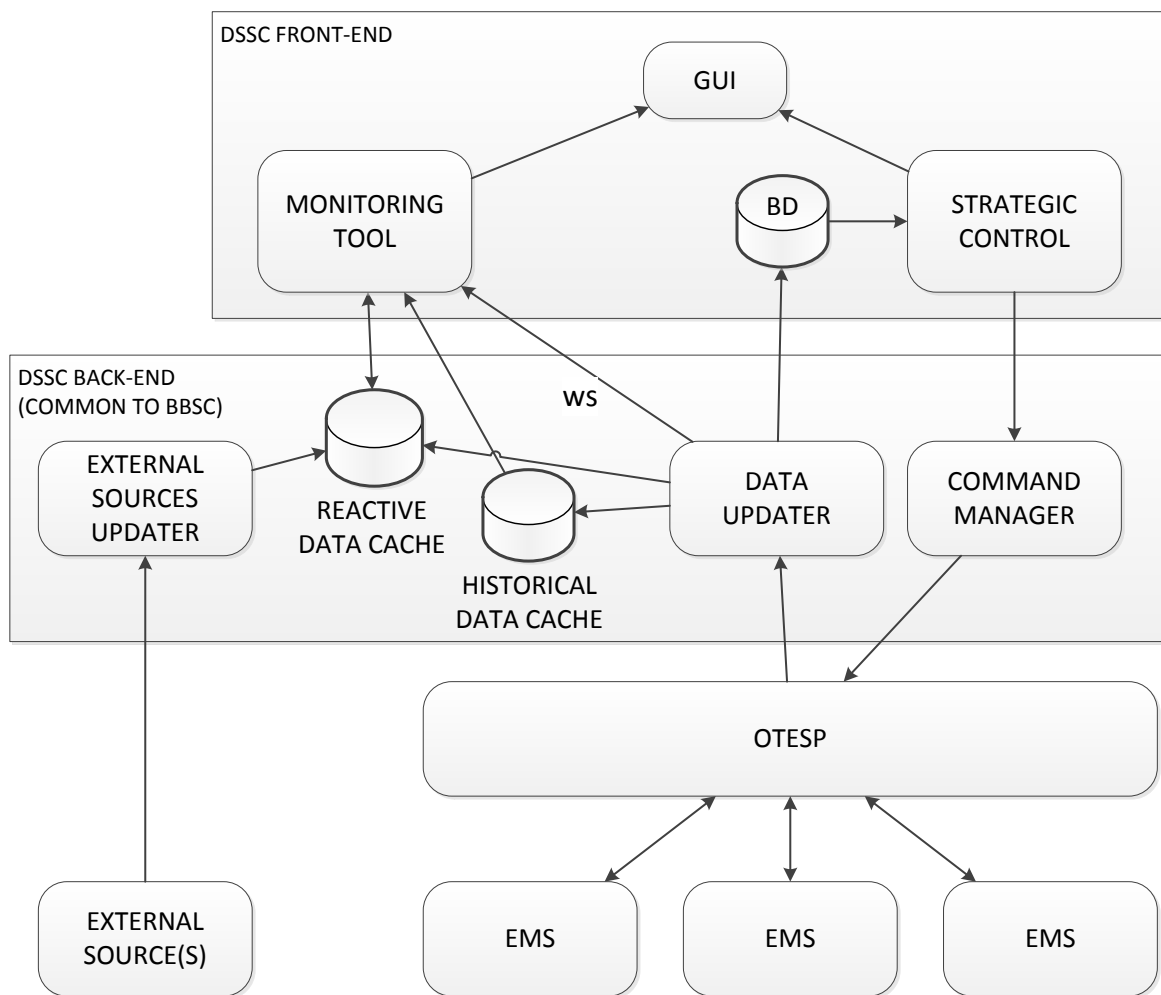 DSSC FRONT-END
GUI
MONITORING
TOOL
BD
STRATEGIC
CONTROL
DSSC BACK-END
(COMMON TO BBSC)
WS
EXTERNAL
SOURCES
UPDATER
REACTIVE
DATA CACHE
HISTORICAL
DATA CACHE
DATA
UPDATER
COMMAND
MANAGER
OTESP
EXTERNAL
SOURCE(S)
EMS
EMS
EMS